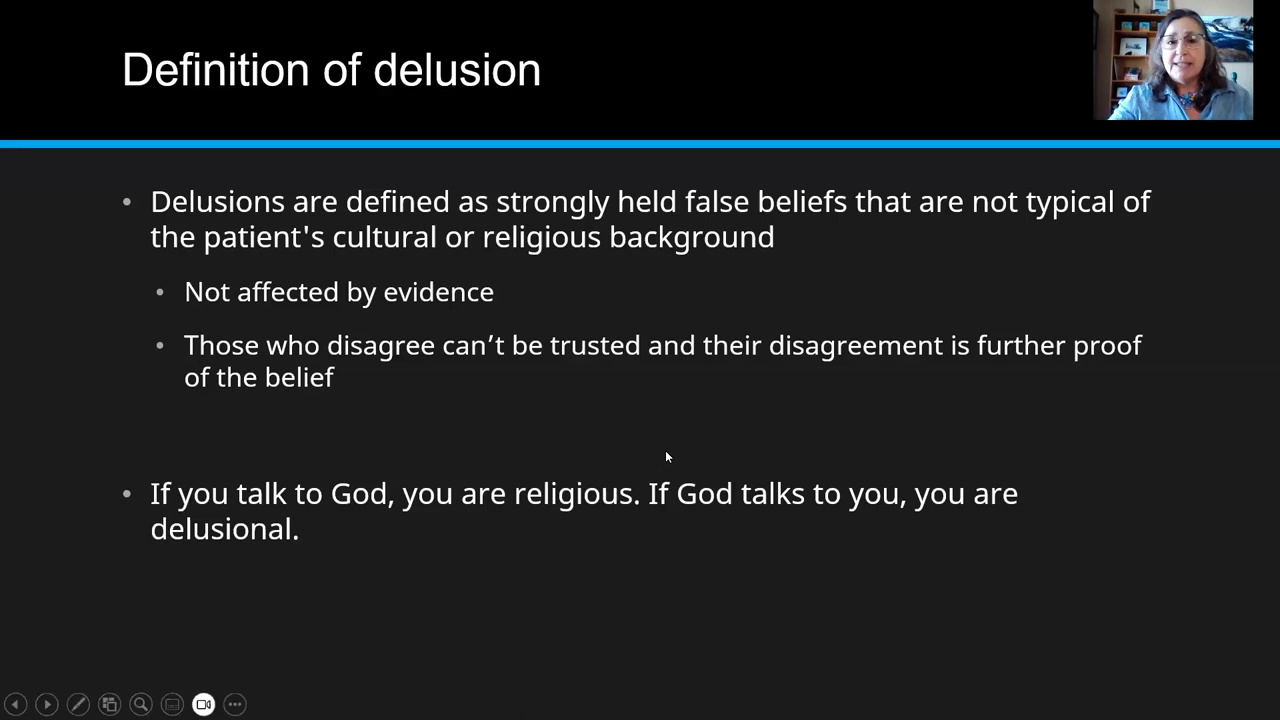 Definition of delusion
• Delusions are defined as strongly held false beliefs that are not typical of
the patient's cultural or religious background
• Not affected by evidence
• Those who disagree can’t be trusted and their disagreement is further proof
of the belief
• If you talk to God, you are religious. If God talks to you, you are
delusional.